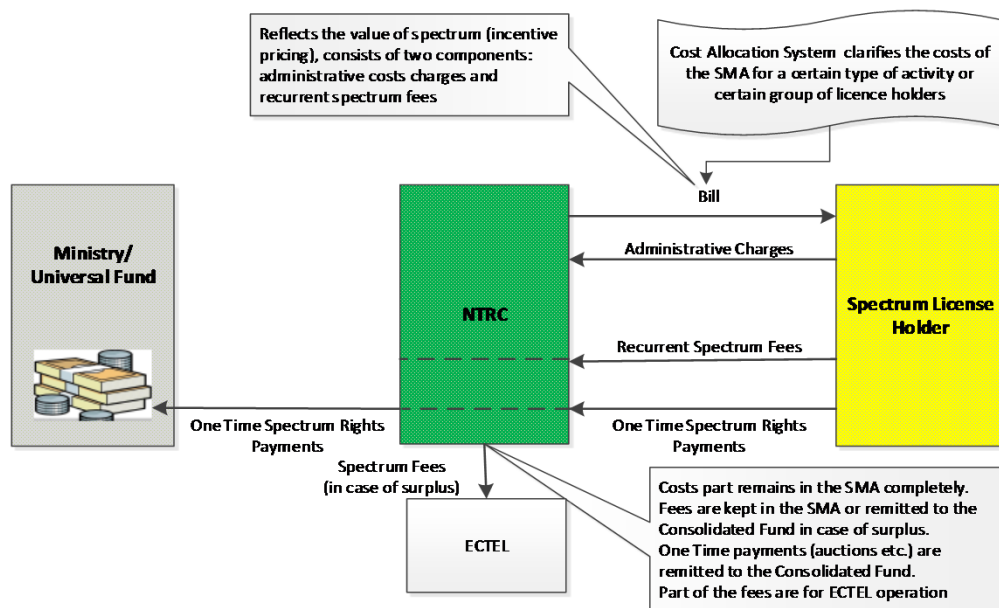 Reflects the value of spectrum (incentive
pricing), consists of two components:
administrative costs charges and
recurrent spectrum fees
Cost Allocation System clarifies the costs of
the SMA for a certain type of activity or
certain group of licence holders
Bill
Ministry/
Universal Fund
NTRC
Spectrum License
Holder
Administrative Charges
Recurrent Spectrum Fees
One Time Spectrum Rights
Payments
One Time Spectrum Rights
Payments
Spectrum Fees
(in case of surplus)
ECTEL
Costs part remains in the SMA completely.
Fees are kept in the SMA or remitted to the
Consolidated Fund in case of surplus.
One Time payments (auctions etc.) are
remitted to the Consolidated Fund.
Part of the fees are for ECTEL operation